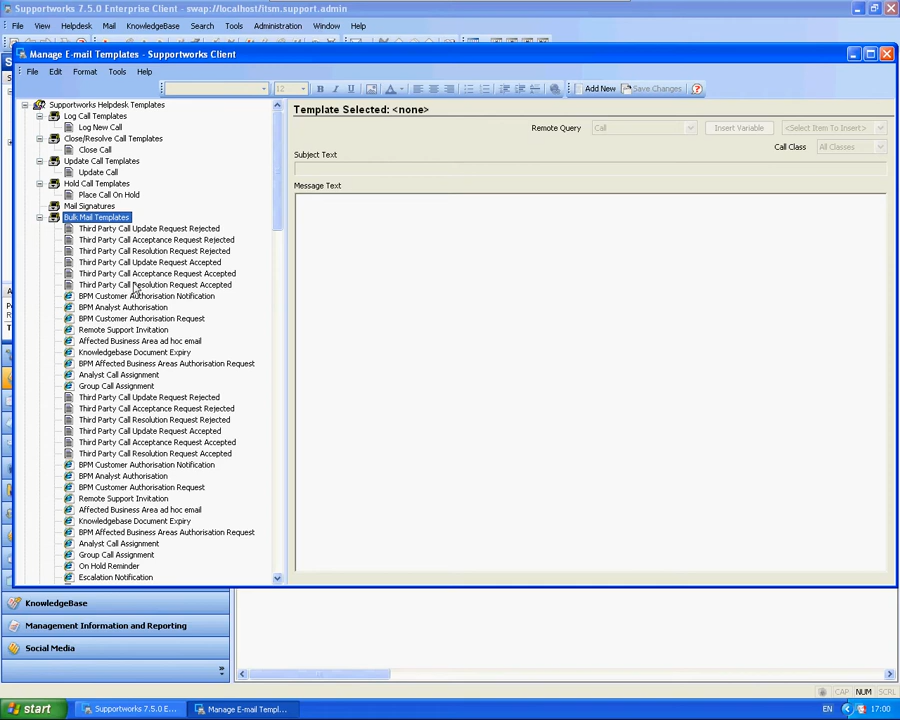 Supportworks 7.5.0 Enterprise Client - swap://localhost/itsm.support.admin
File View Helpdesk Mail KnowledgeBase Search Tools Administration Window Help
Manage E-mail Templates - Supportworks Client
File Edit Format Tools Help
12 B I U A Add New Save Changes
Supportworks Helpdesk Templates
Log Call Templates
Log New Call
Close/Resolve Call Templates
Close Call
Update Call Templates
Update Call
Hold Call Templates
Place Call On Hold
Mail Signatures
Bulk Mail Templates
Third Party Call Update Request Rejected
Third Party Call Acceptance Request Rejected
Third Party Call Resolution Request Rejected
Third Party Call Update Request Accepted
Third Party Call Acceptance Request Accepted
Third Party Call Resolution Request Accepted
BPM Customer Authorisation Notification
BPM Analyst Authorisation
BPM Customer Authorisation Request
Remote Support Invitation
Affected Business Area ad hoc email
Knowledgebase Document Expiry
BPM Affected Business Areas Authorisation Request
Analyst Call Assignment
Group Call Assignment
Third Party Call Update Request Rejected
Third Party Call Acceptance Request Rejected
Third Party Call Resolution Request Rejected
Third Party Call Update Request Accepted
Third Party Call Acceptance Request Accepted
Third Party Call Resolution Request Accepted
BPM Customer Authorisation Notification
BPM Analyst Authorisation
BPM Customer Authorisation Request
Remote Support Invitation
Affected Business Area ad hoc email
Knowledgebase Document Expiry
BPM Affected Business Areas Authorisation Request
Analyst Call Assignment
Group Call Assignment
On Hold Reminder
Escalation Notification
Template Selected: <none>
Remote Query Call Insert Variable <Select Item To Insert>
Call Class All Classes
Subject Text
Message Text
KnowledgeBase
Management Information and Reporting
Social Media
CAP NUM SCRL
start Supportworks 7.5.0 E... Manage E-mail Templ... EN 17:00